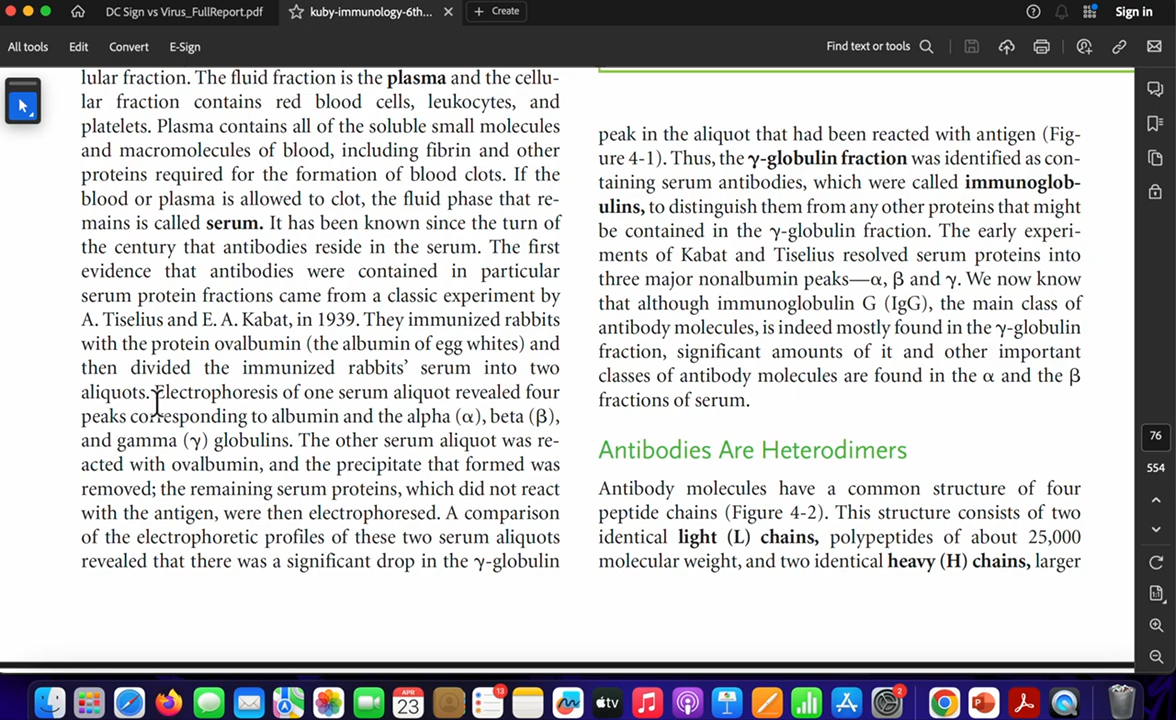 DC Sign vs Virus_FullReport.pdf
kuby-immunology-6th...
Create
Sign in
All tools
Edit
Convert
E-Sign
Find text or tools
lular fraction. The fluid fraction is the plasma and the cellu-
lar fraction contains red blood cells, leukocytes, and
platelets. Plasma contains all of the soluble small molecules
and macromolecules of blood, including fibrin and other
proteins required for the formation of blood clots. If the
blood or plasma is allowed to clot, the fluid phase that re-
mains is called serum. It has been known since the turn of
the century that antibodies reside in the serum. The first
evidence that antibodies were contained in particular
serum protein fractions came from a classic experiment by
A. Tiselius and E. A. Kabat, in 1939. They immunized rabbits
with the protein ovalbumin (the albumin of egg whites) and
then divided the immunized rabbits’ serum into two
aliquots. Electrophoresis of one serum aliquot revealed four
peaks corresponding to albumin and the alpha (α), beta (β),
and gamma (γ) globulins. The other serum aliquot was re-
acted with ovalbumin, and the precipitate that formed was
removed; the remaining serum proteins, which did not react
with the antigen, were then electrophoresed. A comparison
of the electrophoretic profiles of these two serum aliquots
revealed that there was a significant drop in the γ-globulin
peak in the aliquot that had been reacted with antigen (Fig-
ure 4-1). Thus, the γ-globulin fraction was identified as con-
taining serum antibodies, which were called immunoglob-
ulins, to distinguish them from any other proteins that might
be contained in the γ-globulin fraction. The early experi-
ments of Kabat and Tiselius resolved serum proteins into
three major nonalbumin peaks—α, β and γ. We now know
that although immunoglobulin G (IgG), the main class of
antibody molecules, is indeed mostly found in the γ-globulin
fraction, significant amounts of it and other important
classes of antibody molecules are found in the α and the β
fractions of serum.
Antibodies Are Heterodimers
Antibody molecules have a common structure of four
peptide chains (Figure 4-2). This structure consists of two
identical light (L) chains, polypeptides of about 25,000
molecular weight, and two identical heavy (H) chains, larger
76
554
APR
23
13
tv
2